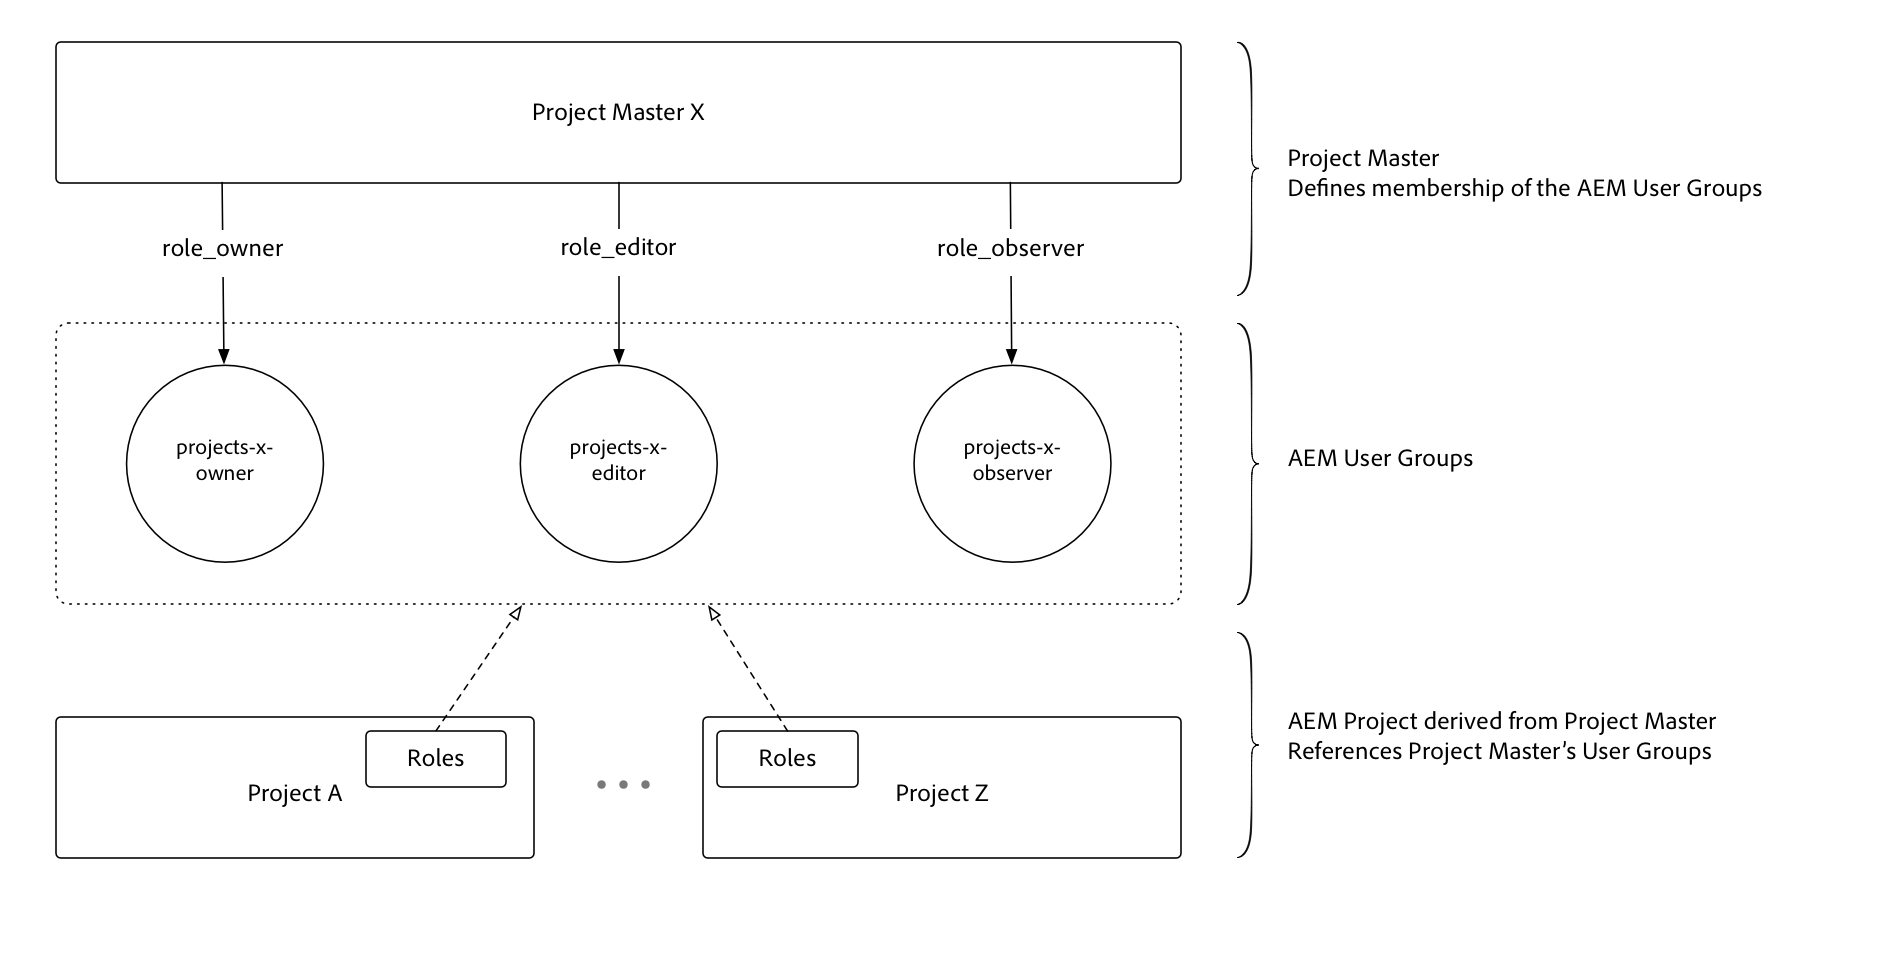 Project Master X
Project Master
Defines membership of the AEM User Groups
role_owner
role_editor
role_observer
projects-x-
owner
projects-x-
editor
projects-x-
observer
AEM User Groups
Roles
Project A
Roles
Project Z
AEM Project derived from Project Master
References Project Master’s User Groups